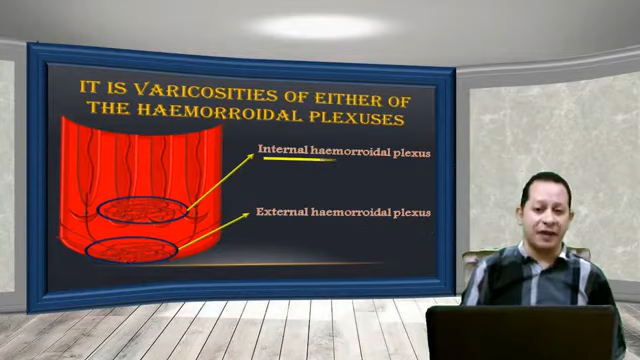 IT IS VARICOSITIES OF EITHER OF
THE HAEMORROIDAL PLEXUSES
Internal haemorroidal plexus
External haemorroidal plexus